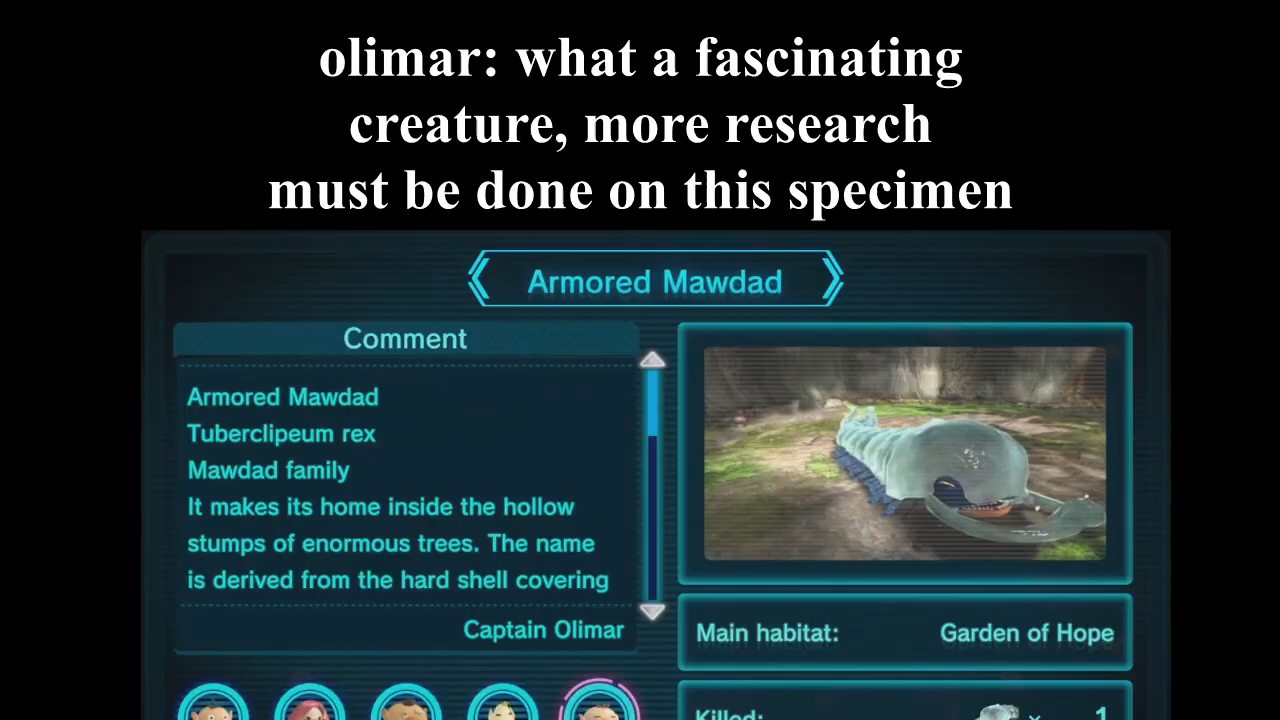 olimar: what a fascinating
creature, more research
must be done on this specimen
Armored Mawdad
Comment
Armored Mawdad
Tuberclipeum rex
Mawdad family
It makes its home inside the hollow
stumps of enormous trees. The name
is derived from the hard shell covering
Captain Olimar
Main habitat: Garden of Hope
Killed: × 1